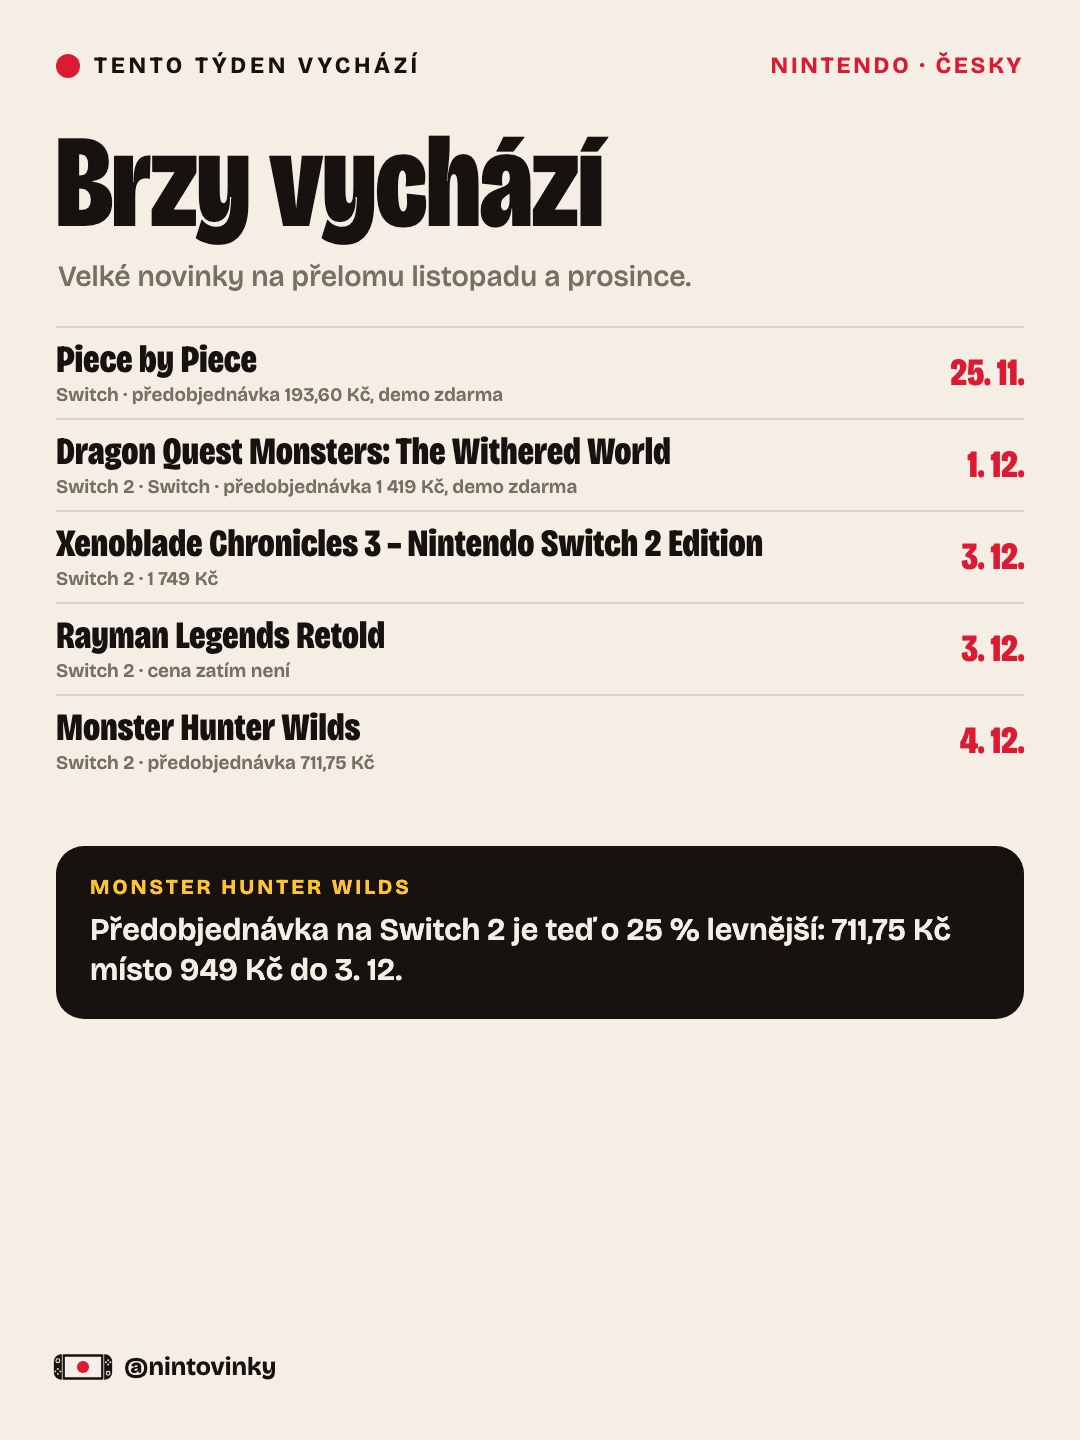 TENTO TÝDEN VYCHÁZÍ
NINTENDO · ČESKY
Brzy vychází
Velké novinky na přelomu listopadu a prosince.
Piece by Piece
Switch · předobjednávka 193,60 Kč, demo zdarma
25. 11.
Dragon Quest Monsters: The Withered World
Switch 2 · Switch · předobjednávka 1 419 Kč, demo zdarma
1. 12.
Xenoblade Chronicles 3 – Nintendo Switch 2 Edition
Switch 2 · 1 749 Kč
3. 12.
Rayman Legends Retold
Switch 2 · cena zatím není
3. 12.
Monster Hunter Wilds
Switch 2 · předobjednávka 711,75 Kč
4. 12.
MONSTER HUNTER WILDS
Předobjednávka na Switch 2 je teď o 25 % levnější: 711,75 Kč
místo 949 Kč do 3. 12.
@nintovinky